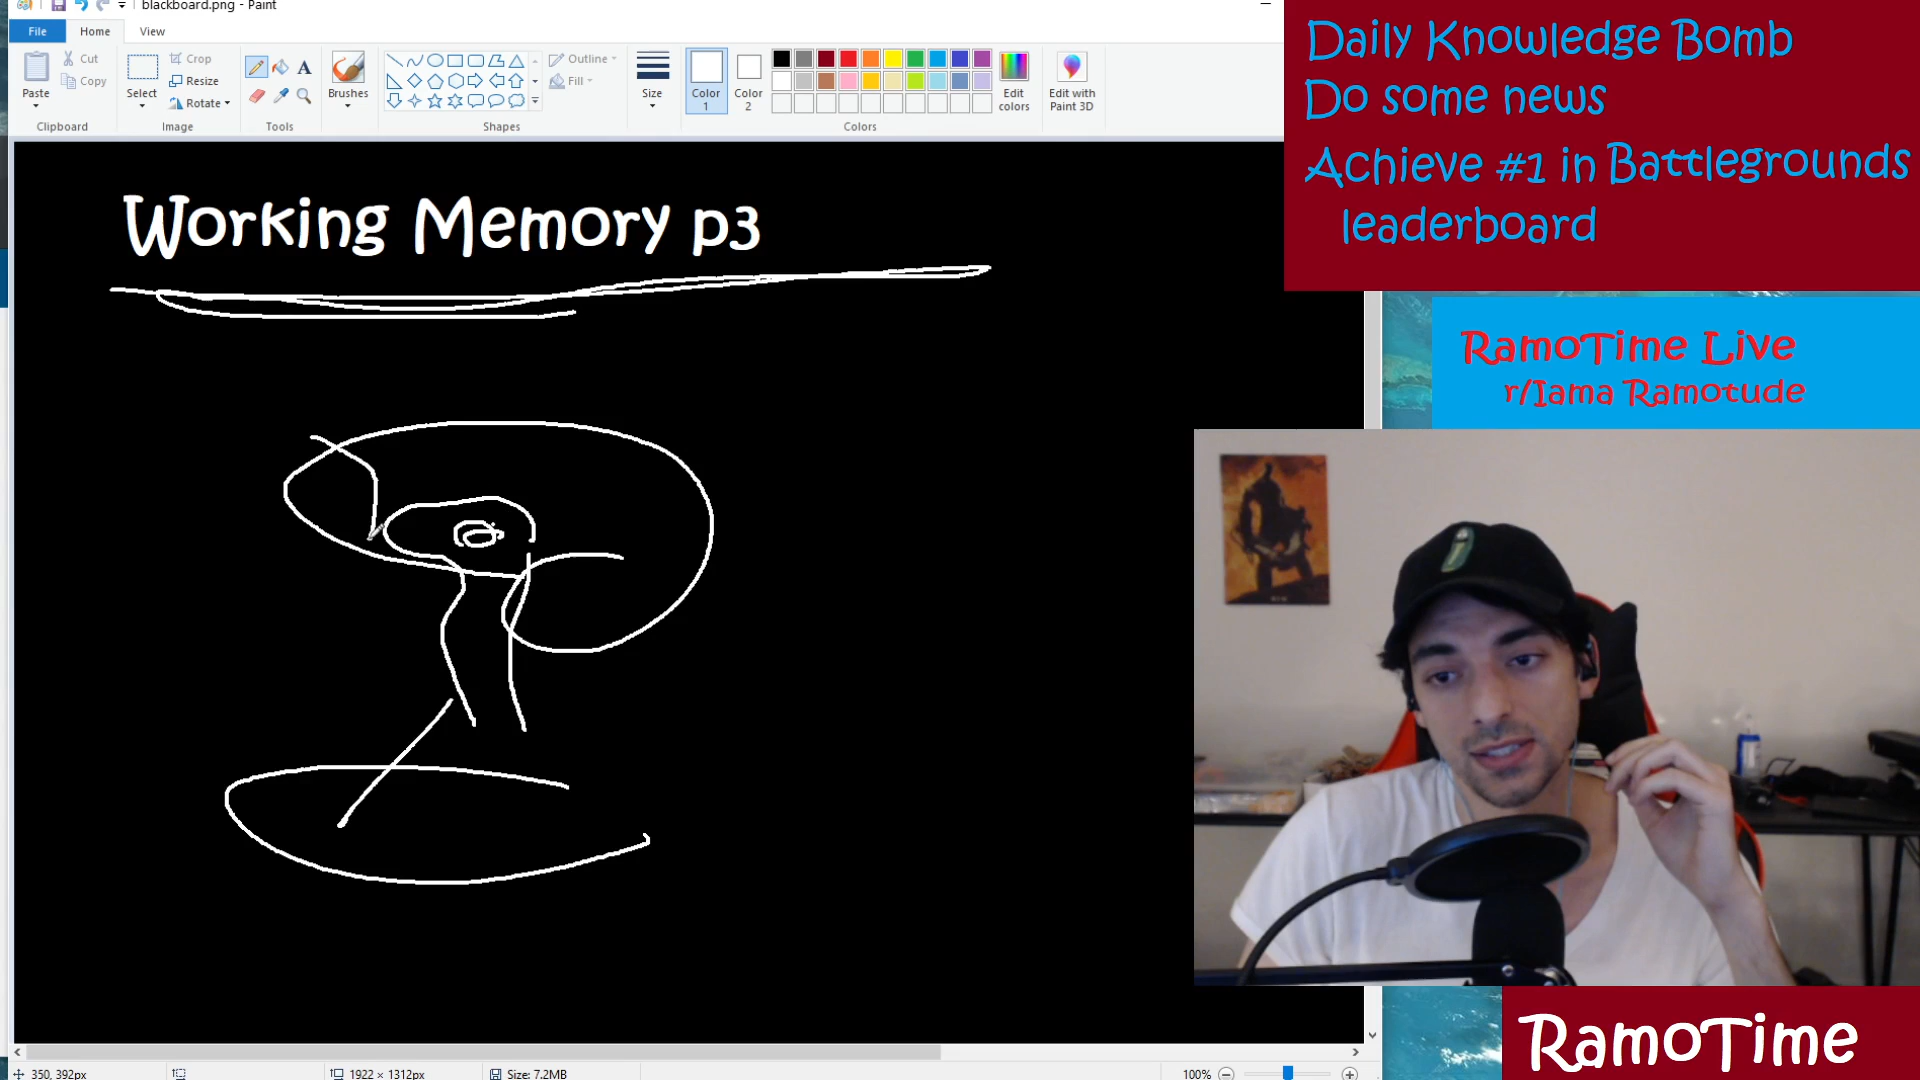 blackboard.png - Paint
File Home View
Paste
Cut
Copy
Clipboard
Select
Crop
Resize
Rotate
Image
Tools
Brushes
Shapes
Outline
Fill
Size
Color 1
Color 2
Colors
Edit colors
Edit with Paint 3D
Working Memory p3
Daily Knowledge Bomb
Do some news
Achieve #1 in Battlegrounds
leaderboard
RamoTime Live
r/Iama Ramotude
RamoTime
350, 392px
1922 × 1312px
Size: 7.2MB
100%